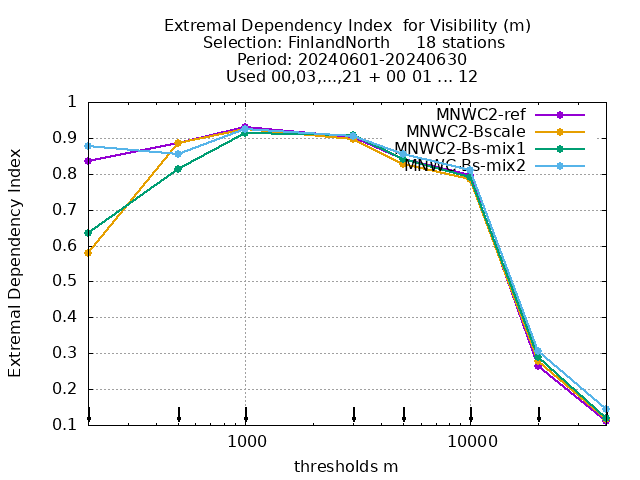 Extremal Dependency Index  for Visibility (m)
Selection: FinlandNorth     18 stations
Period: 20240601-20240630
Used 00,03,...,21 + 00 01 ... 12
MNWC2-ref
MNWC2-Bscale
MNWC2-Bs-mix1
MNWC-Bs-mix2
Extremal Dependency Index
1
0.9
0.8
0.7
0.6
0.5
0.4
0.3
0.2
0.1
1000
10000
thresholds m